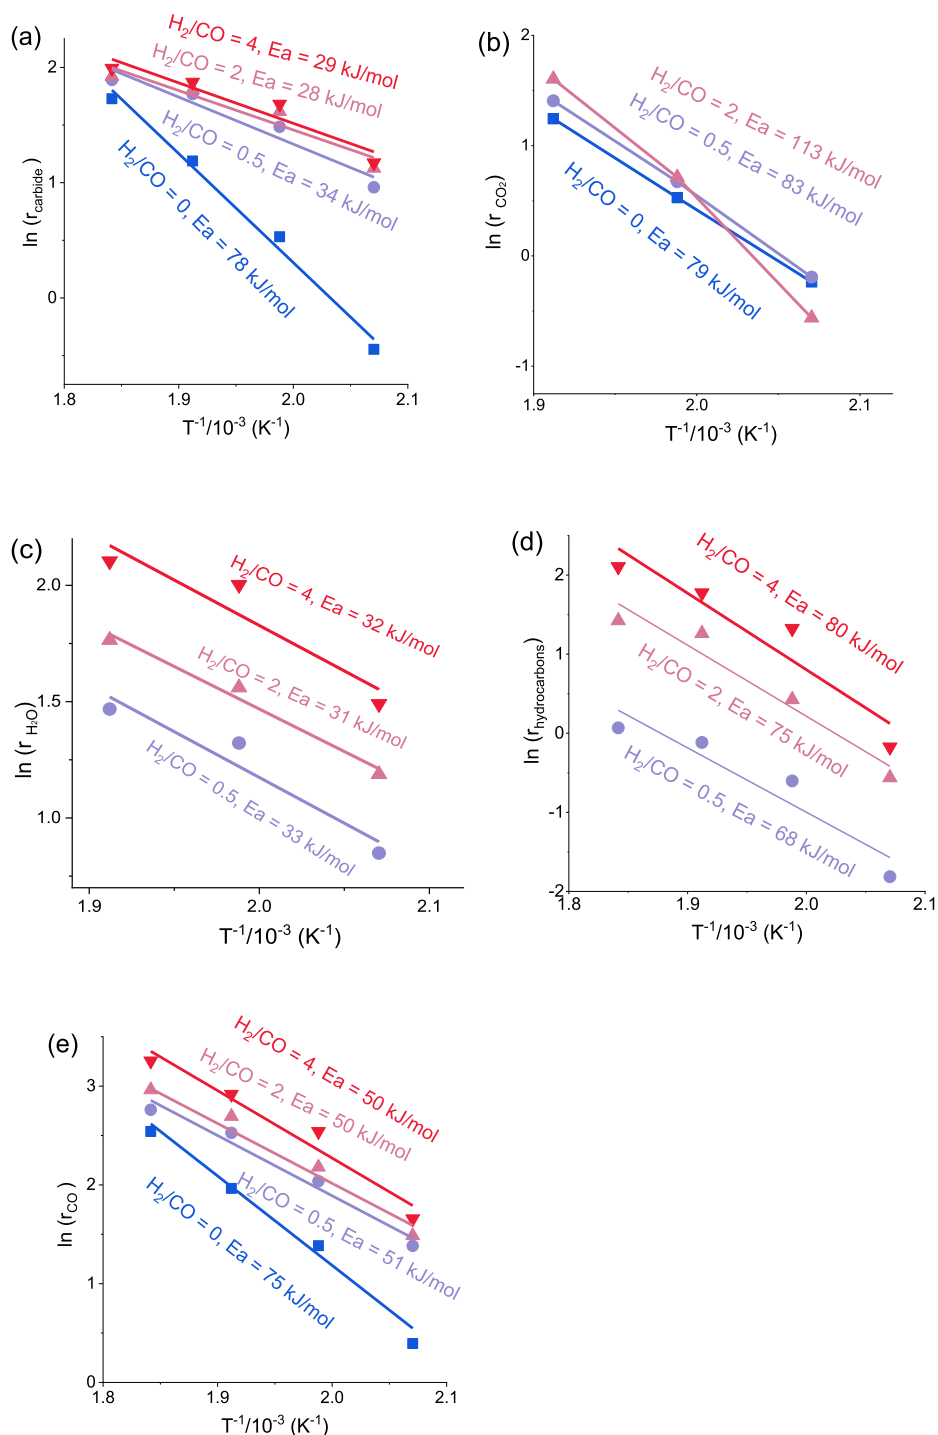 (a)
H₂/CO = 4, Ea = 29 kJ/mol
H₂/CO = 2, Ea = 28 kJ/mol
H₂/CO = 0.5, Ea = 34 kJ/mol
H₂/CO = 0, Ea = 78 kJ/mol
ln (r carbide)
2
1
0
1.8 1.9 2.0 2.1
T⁻¹/10⁻³ (K⁻¹)
(b)
H₂/CO = 2, Ea = 113 kJ/mol
H₂/CO = 0.5, Ea = 83 kJ/mol
H₂/CO = 0, Ea = 79 kJ/mol
ln (r CO₂)
2
1
0
-1
1.9 2.0 2.1
T⁻¹/10⁻³ (K⁻¹)
(c)
H₂/CO = 4, Ea = 32 kJ/mol
H₂/CO = 2, Ea = 31 kJ/mol
H₂/CO = 0.5, Ea = 33 kJ/mol
ln (r H₂O)
2.0
1.5
1.0
1.9 2.0 2.1
T⁻¹/10⁻³ (K⁻¹)
(d)
H₂/CO = 4, Ea = 80 kJ/mol
H₂/CO = 2, Ea = 75 kJ/mol
H₂/CO = 0.5, Ea = 68 kJ/mol
ln (r hydrocarbons)
2
1
0
-1
-2
1.8 1.9 2.0 2.1
T⁻¹/10⁻³ (K⁻¹)
(e)
H₂/CO = 4, Ea = 50 kJ/mol
H₂/CO = 2, Ea = 50 kJ/mol
H₂/CO = 0.5, Ea = 51 kJ/mol
H₂/CO = 0, Ea = 75 kJ/mol
ln (r CO)
3
2
1
0
1.8 1.9 2.0 2.1
T⁻¹/10⁻³ (K⁻¹)